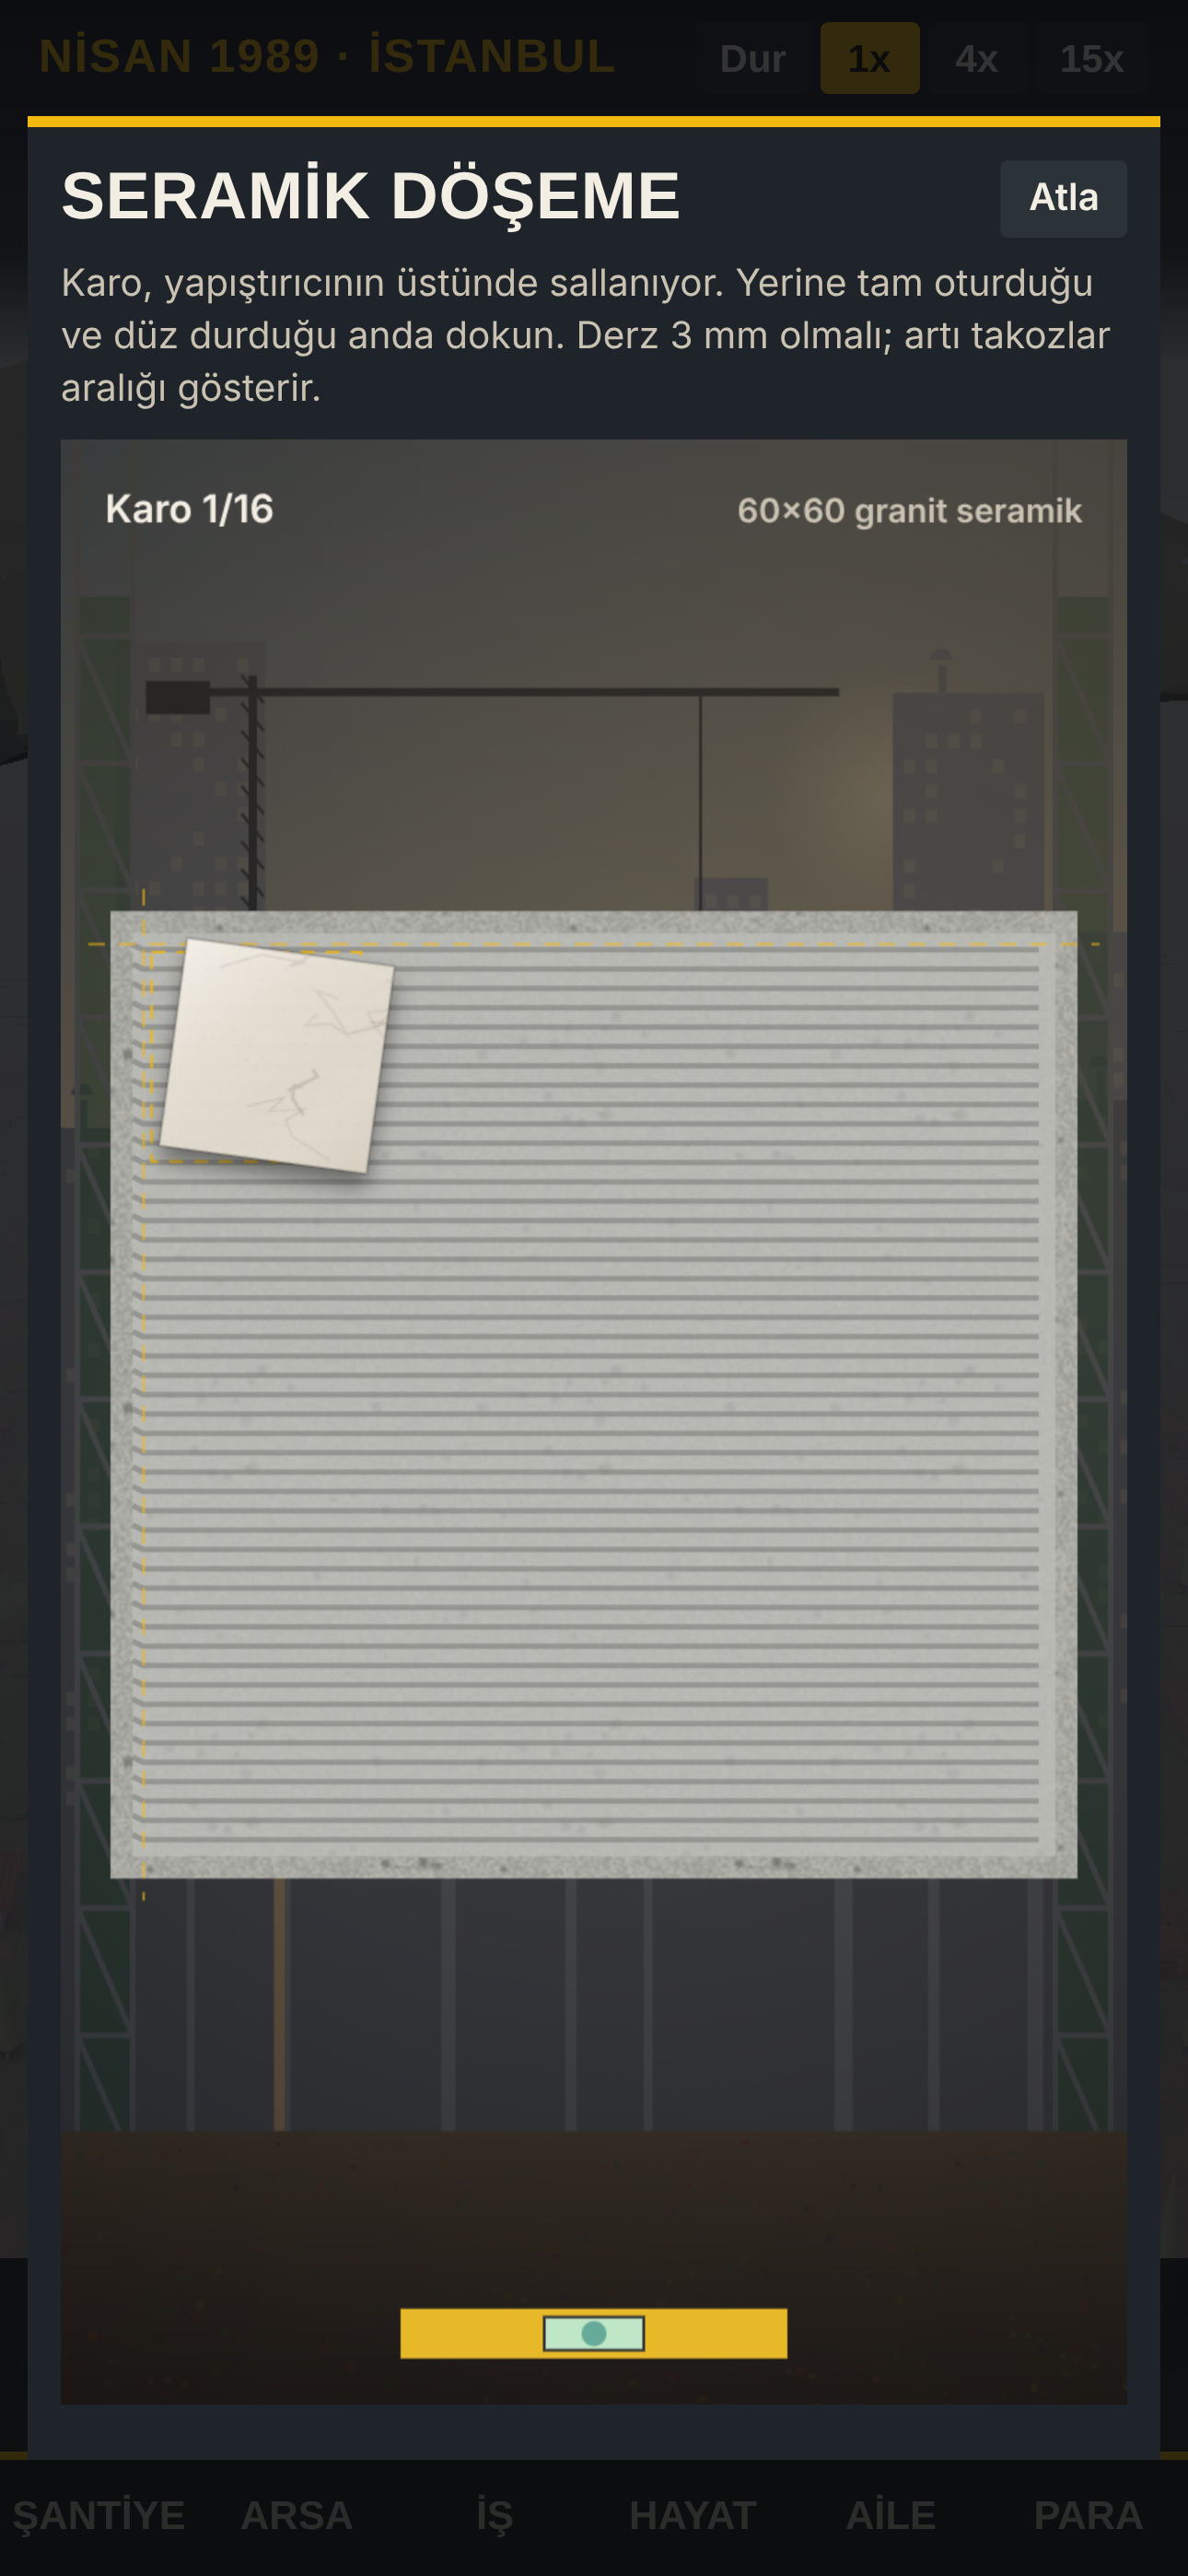 NİSAN 1989 · İSTANBUL
Dur 1x 4x 15x
SERAMİK DÖŞEME
Atla
Karo, yapıştırıcının üstünde sallanıyor. Yerine tam oturduğu
ve düz durduğu anda dokun. Derz 3 mm olmalı; artı takozlar
aralığı gösterir.
Karo 1/16
60×60 granit seramik
ŞANTİYE ARSA İŞ HAYAT AİLE PARA